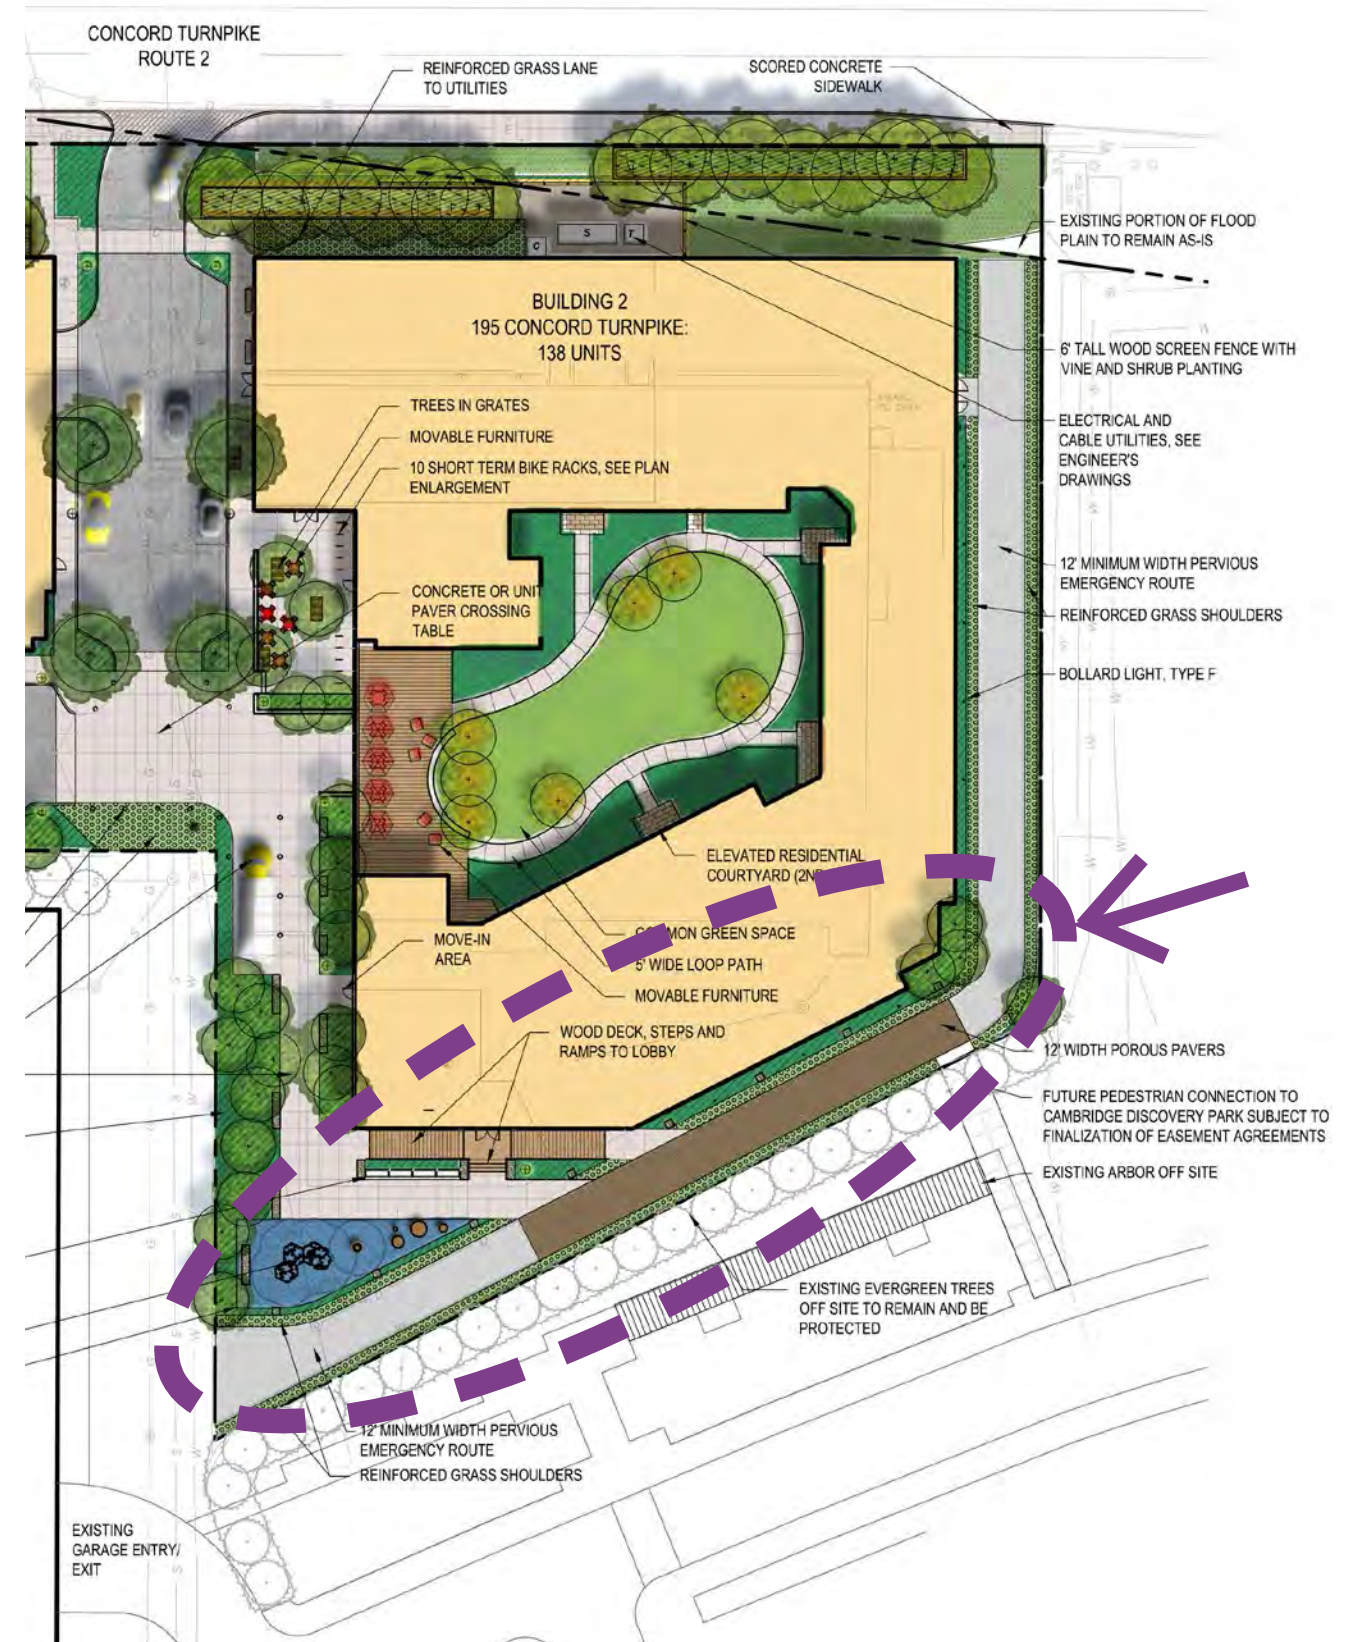 CONCORD TURNPIKE
ROUTE 2
REINFORCED GRASS LANE
TO UTILITIES
SCORED CONCRETE
SIDEWALK
EXISTING PORTION OF FLOOD
PLAIN TO REMAIN AS-IS
C
S
T
BUILDING 2
195 CONCORD TURNPIKE:
138 UNITS
6' TALL WOOD SCREEN FENCE WITH
VINE AND SHRUB PLANTING
TREES IN GRATES
MOVABLE FURNITURE
10 SHORT TERM BIKE RACKS, SEE PLAN
ENLARGEMENT
ELECTRICAL AND
CABLE UTILITIES, SEE
ENGINEER'S
DRAWINGS
12' MINIMUM WIDTH PERVIOUS
EMERGENCY ROUTE
CONCRETE OR UNIT
PAVER CROSSING
TABLE
REINFORCED GRASS SHOULDERS
BOLLARD LIGHT, TYPE F
ELEVATED RESIDENTIAL
COURTYARD (2N
COMMON GREEN SPACE
MOVE-IN
AREA
5' WIDE LOOP PATH
MOVABLE FURNITURE
WOOD DECK, STEPS AND
RAMPS TO LOBBY
12' WIDTH POROUS PAVERS
FUTURE PEDESTRIAN CONNECTION TO
CAMBRIDGE DISCOVERY PARK SUBJECT TO
FINALIZATION OF EASEMENT AGREEMENTS
EXISTING ARBOR OFF SITE
EXISTING EVERGREEN TREES
OFF SITE TO REMAIN AND BE
PROTECTED
12' MINIMUM WIDTH PERVIOUS
EMERGENCY ROUTE
REINFORCED GRASS SHOULDERS
EXISTING
GARAGE ENTRY/
EXIT